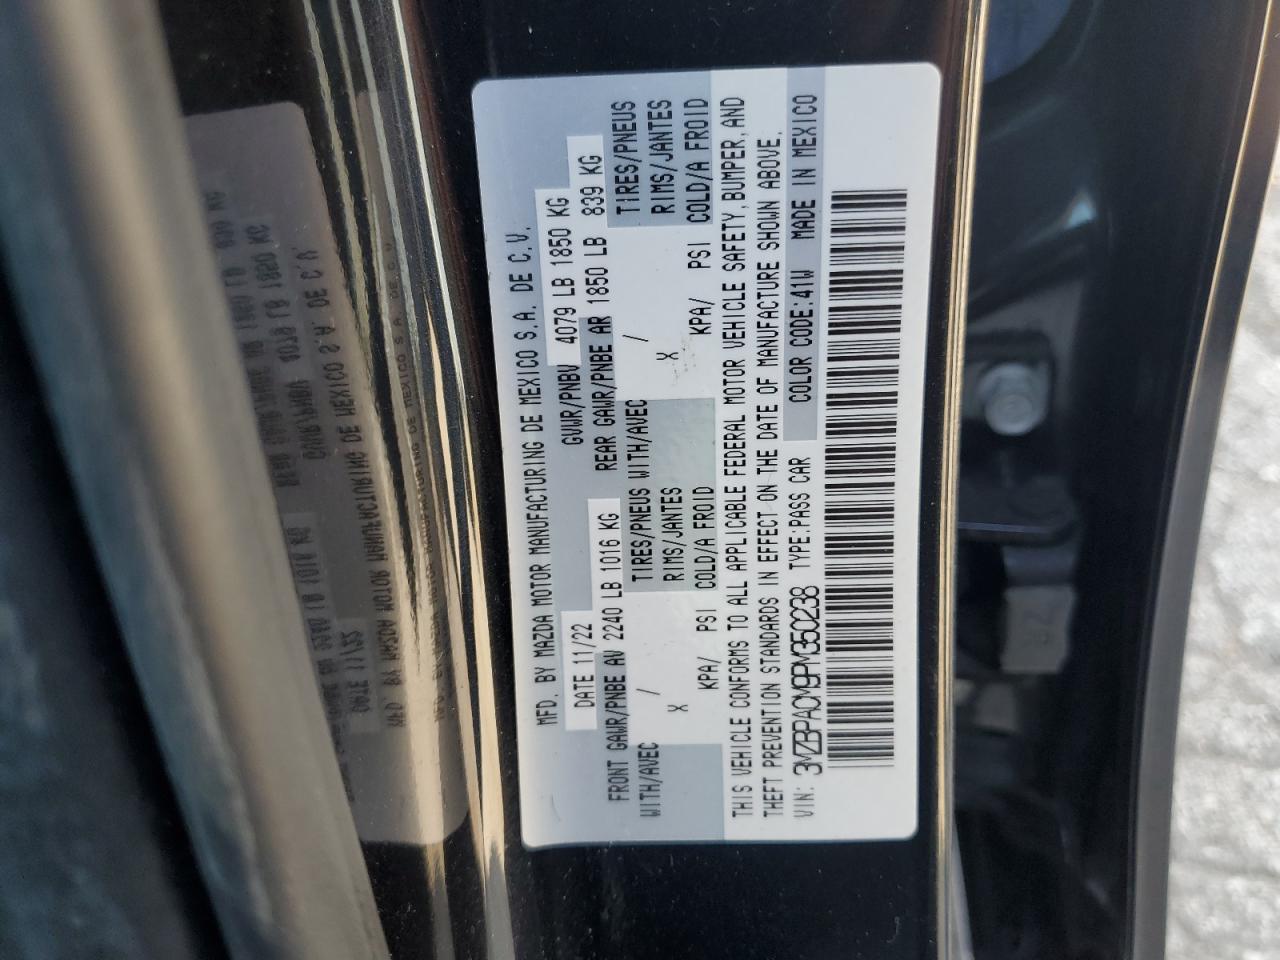 MFD. BY MAZDA MOTOR MANUFACTURING DE MEXICO S.A. DE C.V.
DATE 11/22 GVWR/PNBV 4079 LB 1850 KG
FRONT GAWR/PNBE AV 2240 LB 1016 KG REAR GAWR/PNBE AR 1850 LB 839 KG
WITH/AVEC / TIRES/PNEUS WITH/AVEC / TIRES/PNEUS
X RIMS/JANTES X RIMS/JANTES
KPA/ PSI COLD/A FROID KPA/ PSI COLD/A FROID
THIS VEHICLE CONFORMS TO ALL APPLICABLE FEDERAL MOTOR VEHICLE SAFETY, BUMPER, AND
THEFT PREVENTION STANDARDS IN EFFECT ON THE DATE OF MANUFACTURE SHOWN ABOVE.
VIN: 3MZBPACM9PM350238 TYPE:PASS CAR COLOR CODE:41W MADE IN MEXICO